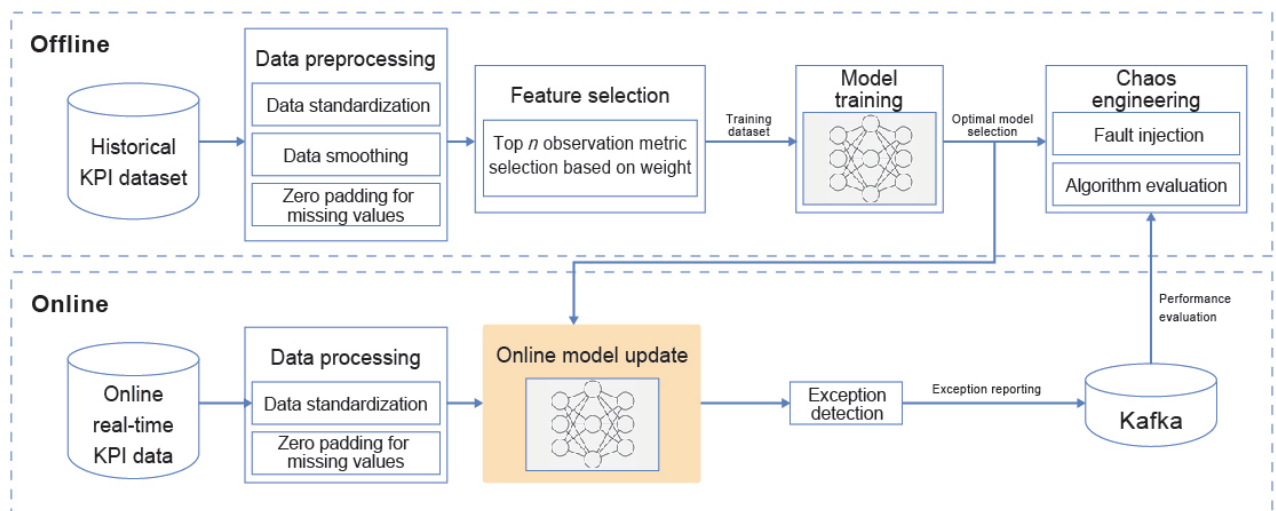 Offline
Historical
KPI dataset
Data preprocessing
Data standardization
Data smoothing
Zero padding for
missing values
Feature selection
Top n observation metric
selection based on weight
Training
dataset
Model
training
Optimal model
selection
Chaos
engineering
Fault injection
Algorithm evaluation
Online
Online
real-time
KPI data
Data processing
Data standardization
Zero padding for
missing values
Online model update
Exception
detection
Exception reporting
Kafka
Performance
evaluation